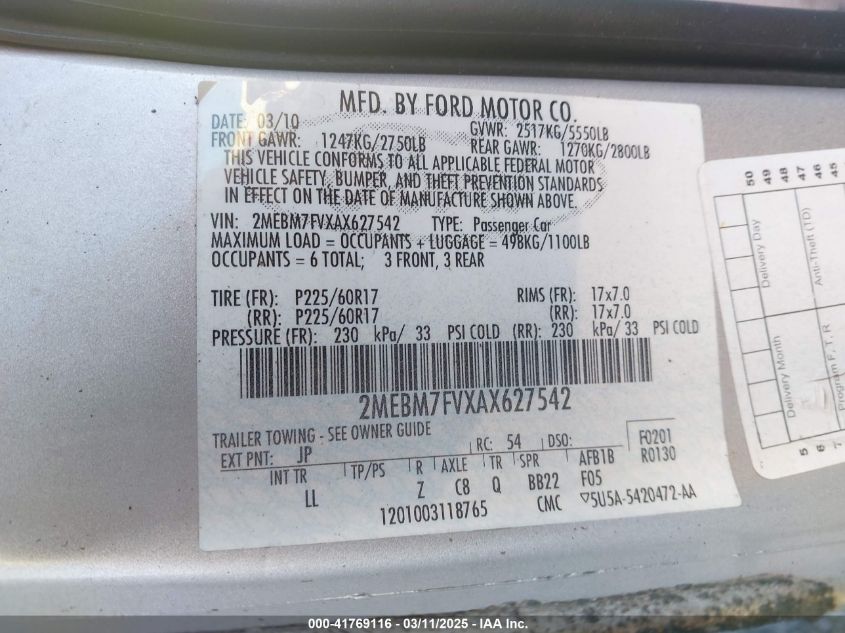 MFD. BY FORD MOTOR CO.
DATE: 03/10 GVWR: 2517KG/5550LB
FRONT GAWR: 1247KG/2750LB REAR GAWR: 1270KG/2800LB
THIS VEHICLE CONFORMS TO ALL APPLICABLE FEDERAL MOTOR
VEHICLE SAFETY, BUMPER, AND THEFT PREVENTION STANDARDS
IN EFFECT ON THE DATE OF MANUFACTURE SHOWN ABOVE.
VIN: 2MEBM7FVXAX627542 TYPE: Passenger Car
MAXIMUM LOAD = OCCUPANTS + LUGGAGE = 498KG/1100LB
OCCUPANTS = 6 TOTAL; 3 FRONT, 3 REAR
TIRE (FR): P225/60R17 RIMS (FR): 17x7.0
(RR): P225/60R17 (RR): 17x7.0
PRESSURE (FR): 230 kPa/ 33 PSI COLD (RR): 230 kPa/ 33 PSI COLD
2MEBM7FVXAX627542
TRAILER TOWING - SEE OWNER GUIDE
EXT PNT: JP RC: 54 DSO: F0201
R0130
INT TR TP/PS R AXLE TR SPR AFB1B
LL Z C8 Q BB22 F05
1201003118765 CMC 5U5A-5420472-AA
50 49 48 47 46 45
Delivery Day
Anti-Theft (TD)
Delivery Month
Program F, T, R
5 6 7
000-41769116 - 03/11/2025 - IAA Inc.